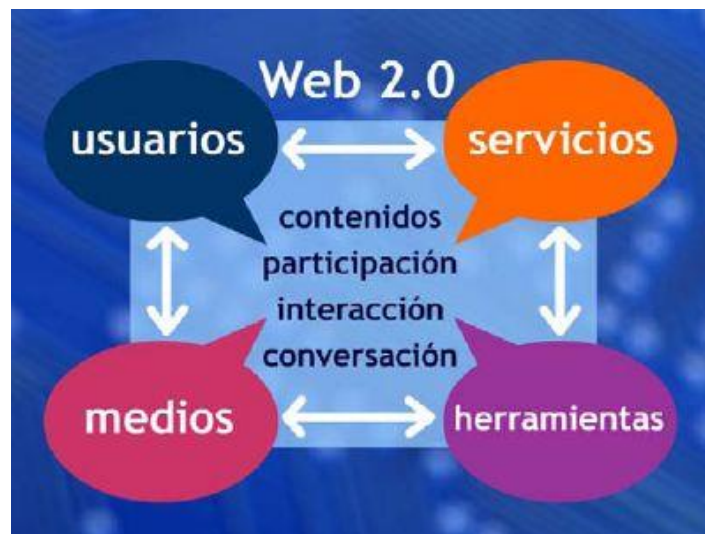 Web 2.0
usuarios
servicios
contenidos
participación
interacción
conversación
medios
herramientas